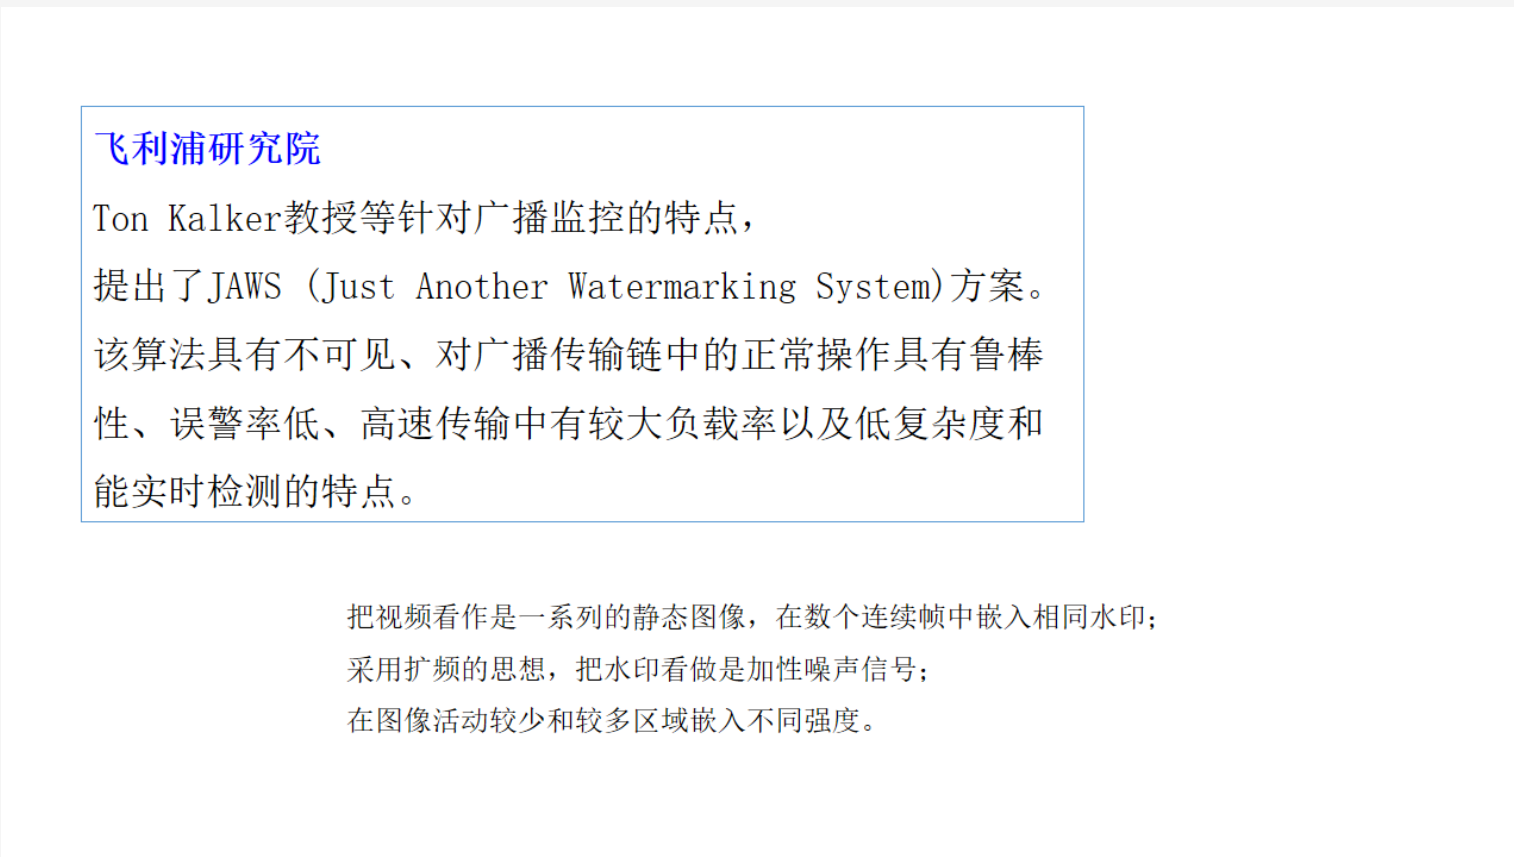 飞利浦研究院
Ton Kalker教授等针对广播监控的特点，
提出了JAWS (Just Another Watermarking System)方案。
该算法具有不可见、对广播传输链中的正常操作具有鲁棒
性、误警率低、高速传输中有较大负载率以及低复杂度和
能实时检测的特点。
把视频看作是一系列的静态图像，在数个连续帧中嵌入相同水印；
采用扩频的思想，把水印看做是加性噪声信号；
在图像活动较少和较多区域嵌入不同强度。